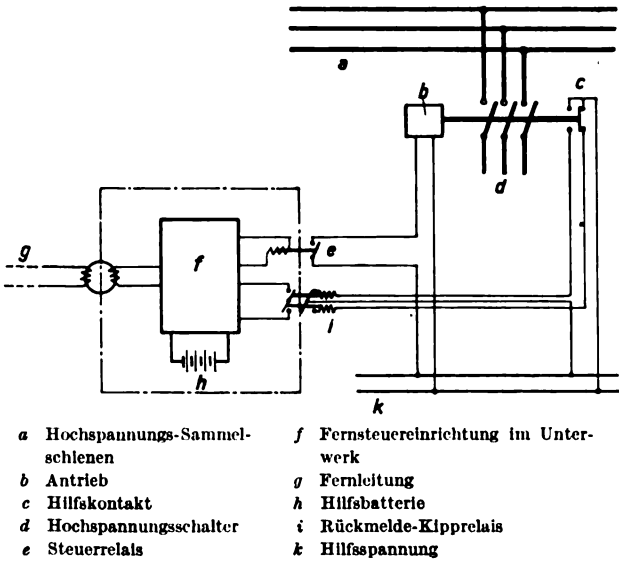 a
b
c
d
g
f
e
i
h
k
a Hochspannungs-Sammel-
schienen
b Antrieb
c Hilfskontakt
d Hochspannungsschalter
e Steuerrelais
f Fernsteuereinrichtung im Unter-
werk
g Fernleitung
h Hilfsbatterie
i Rückmelde-Kipprelais
k Hilfsspannung